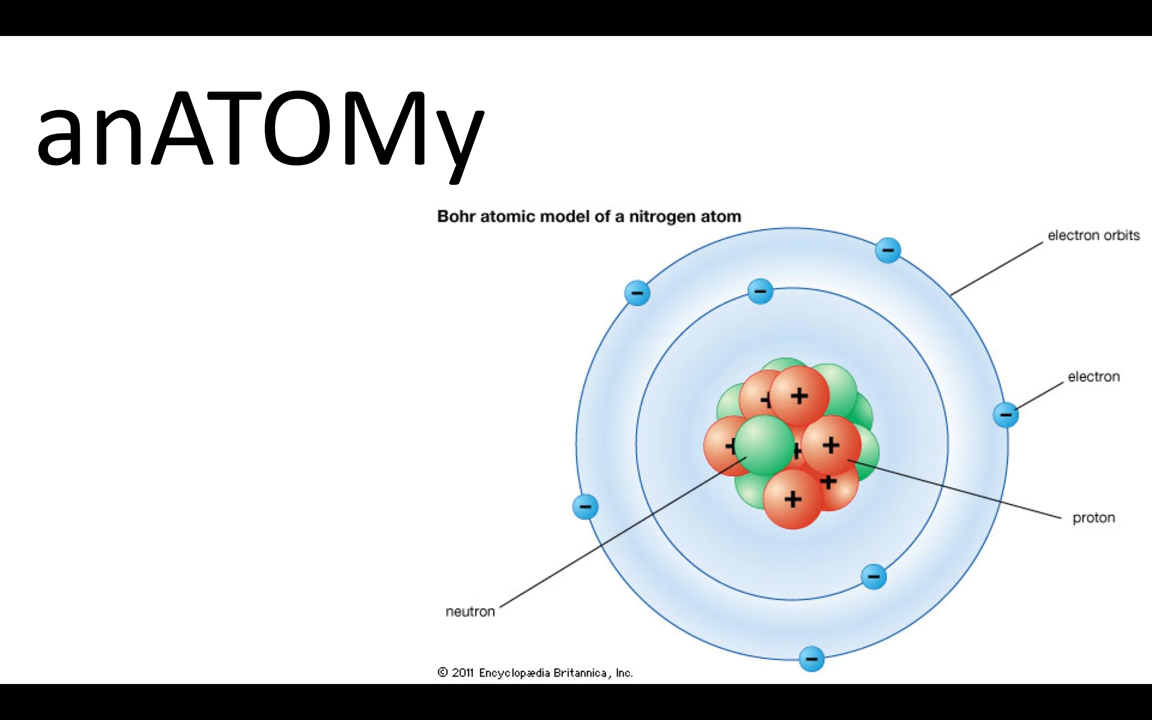 anATOMy
Bohr atomic model of a nitrogen atom
electron orbits
electron
proton
neutron
© 2011 Encyclopædia Britannica, Inc.